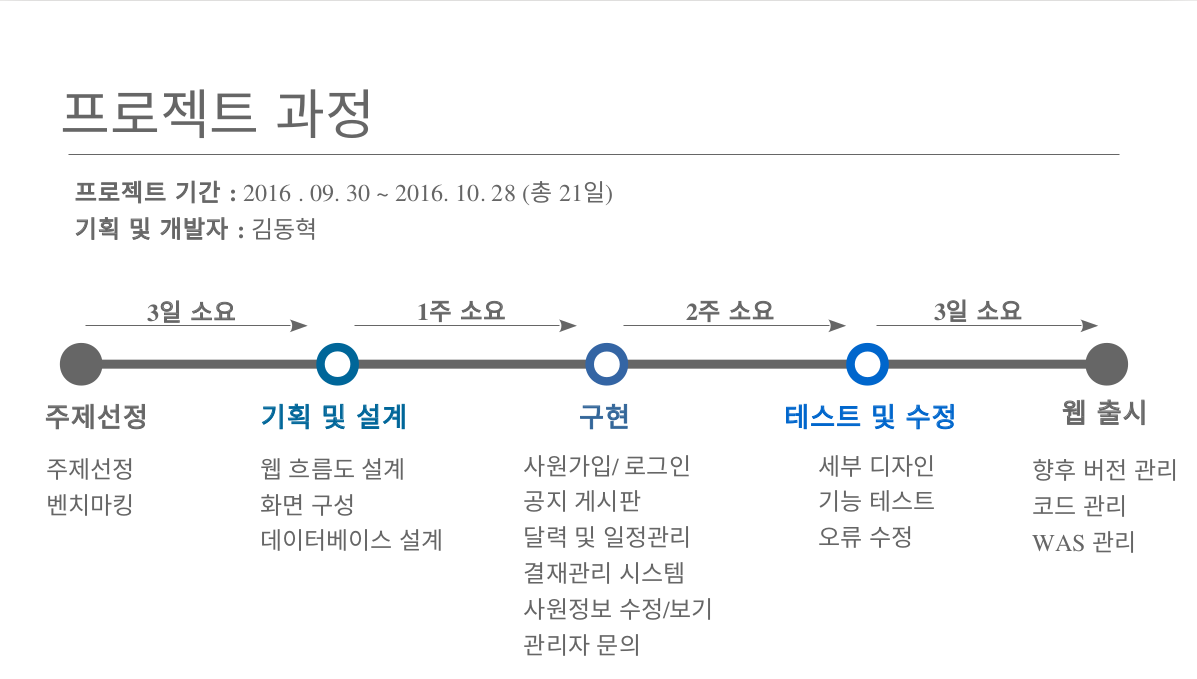 프로젝트 과정
프로젝트 기간 : 2016 . 09. 30 ~ 2016. 10. 28 (총 21일)
기획 및 개발자 : 김동혁
3일 소요
1주 소요
2주 소요
3일 소요
주제선정
주제선정
벤치마킹
기획 및 설계
웹 흐름도 설계
화면 구성
데이터베이스 설계
구현
사원가입/ 로그인
공지 게시판
달력 및 일정관리
결재관리 시스템
사원정보 수정/보기
관리자 문의
테스트 및 수정
세부 디자인
기능 테스트
오류 수정
웹 출시
향후 버전 관리
코드 관리
WAS 관리